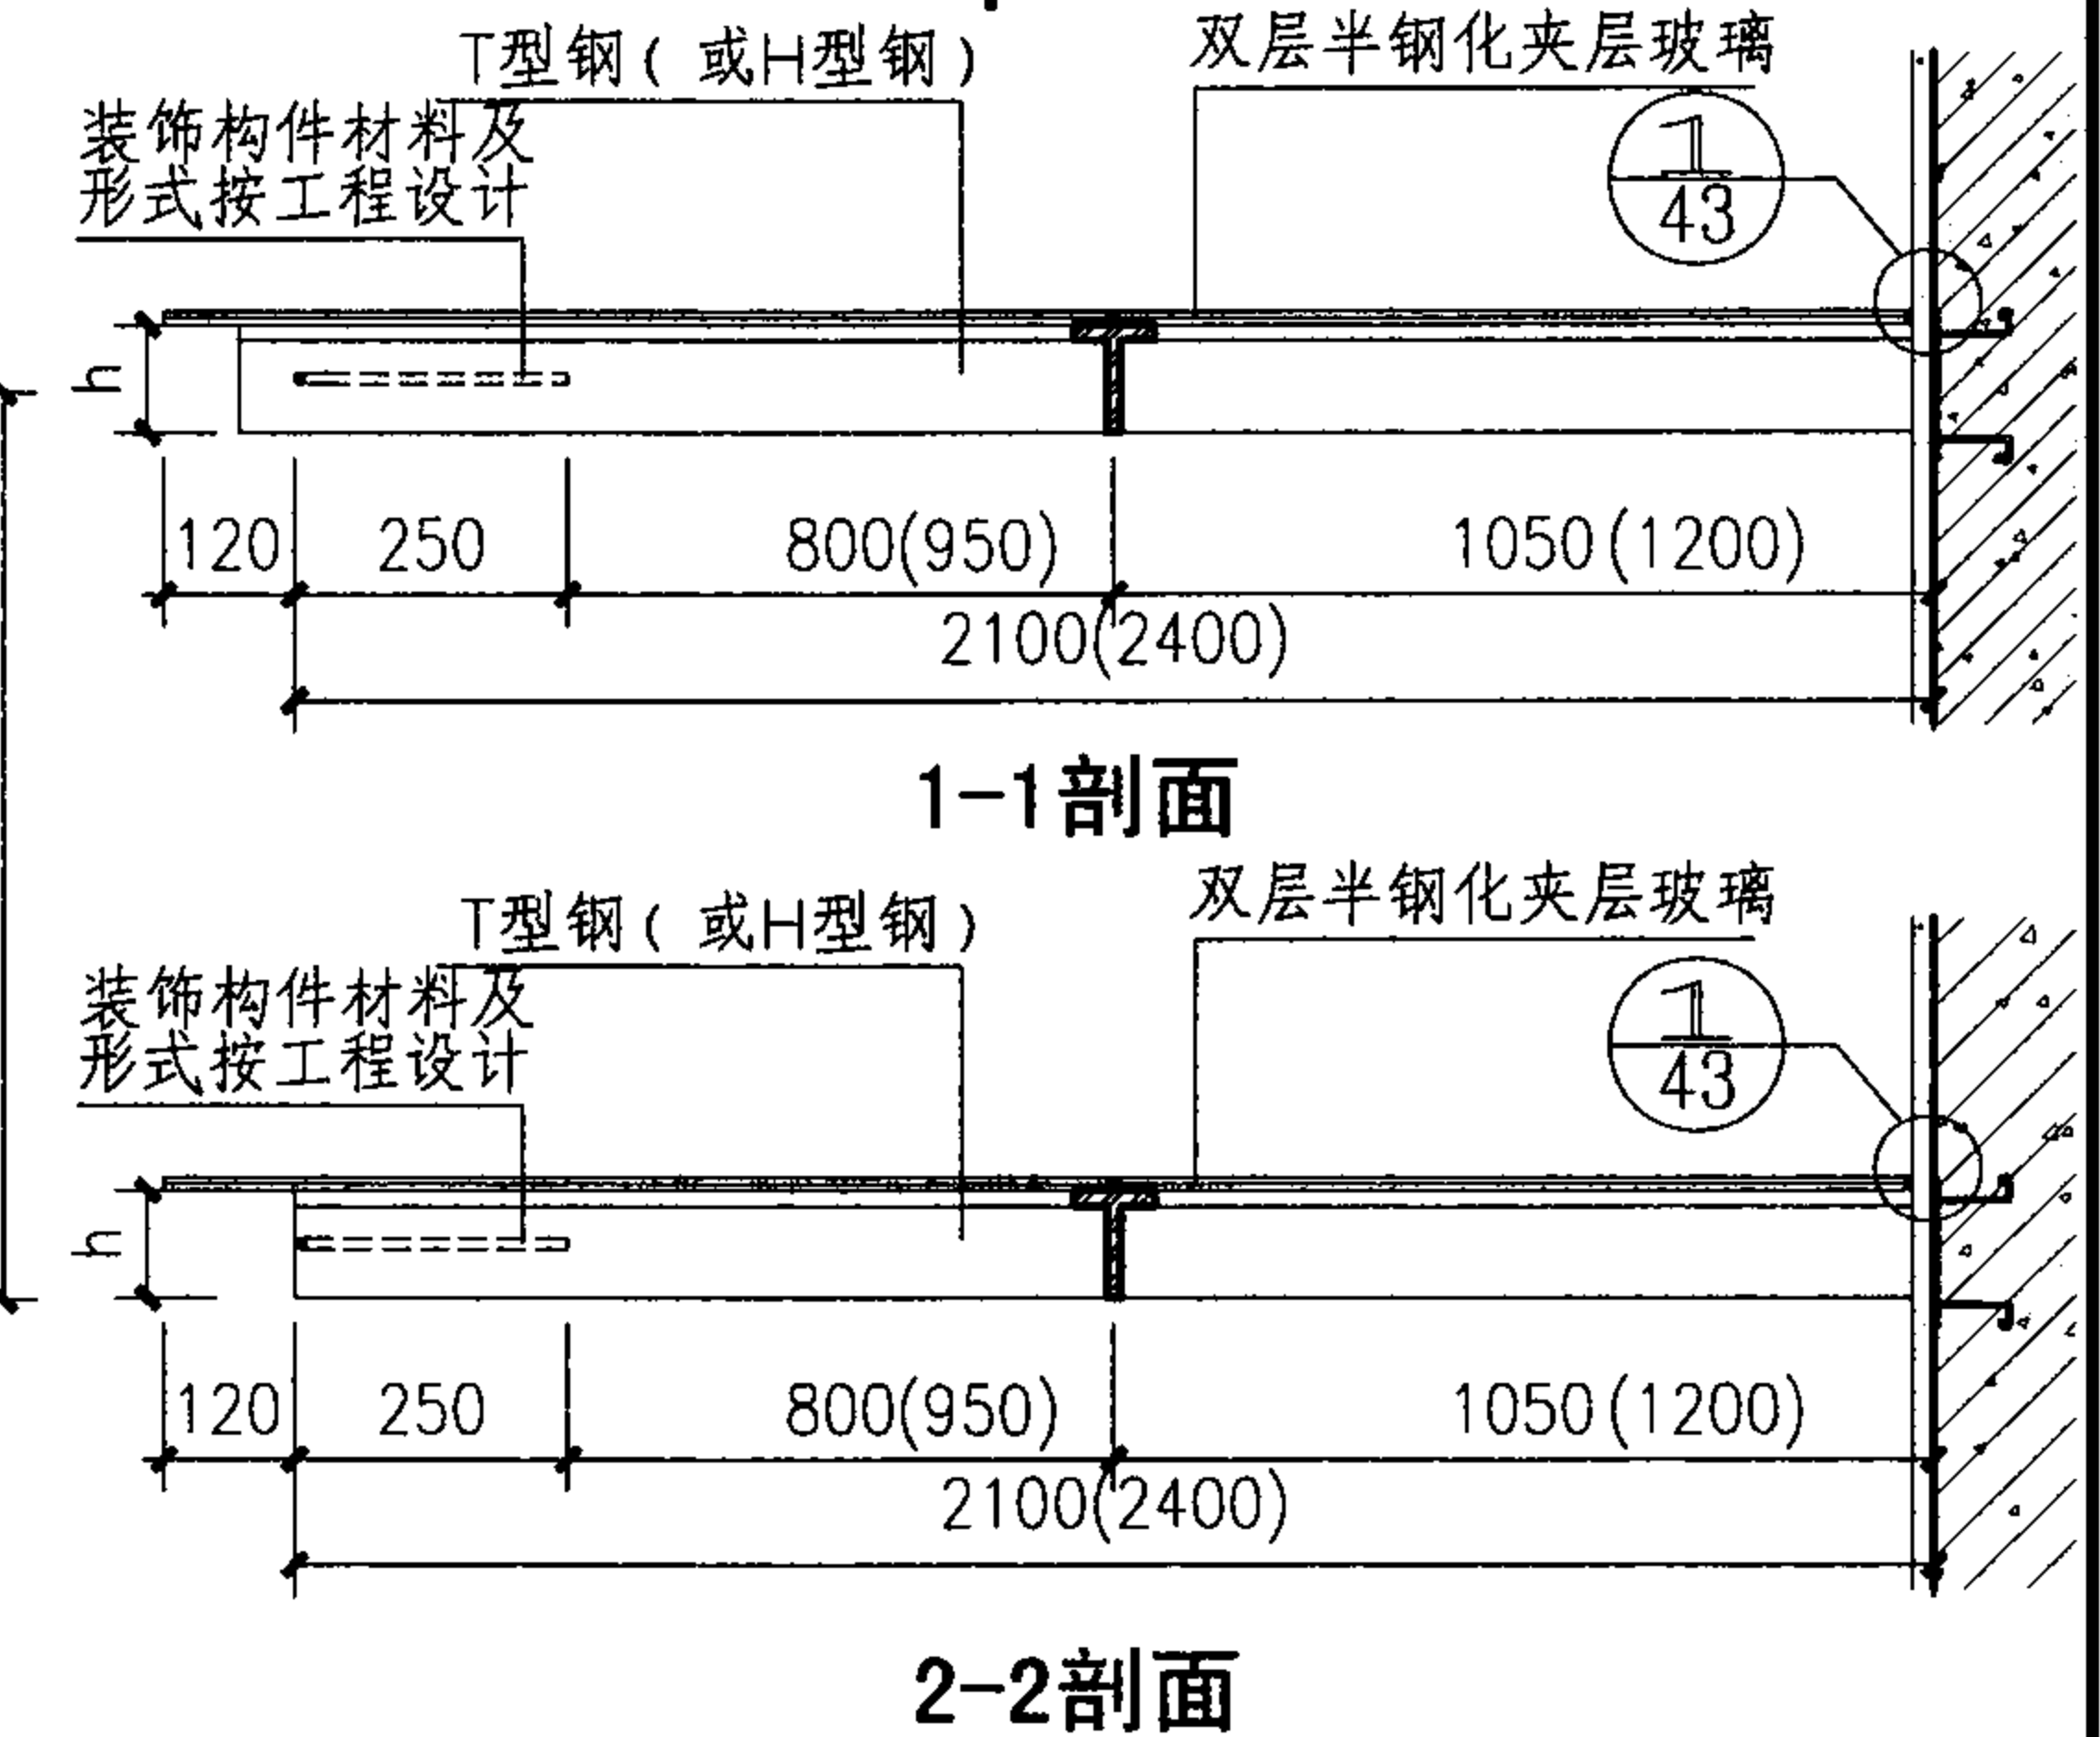 T型钢( 或H型钢)
双层半钢化夹层玻璃
装饰构件材料及
形式按工程设计
1
43
h
120
250
800(950)
1050(1200)
2100(2400)
1-1剖面
T型钢( 或H型钢)
双层半钢化夹层玻璃
装饰构件材料及
形式按工程设计
1
43
h
120
250
800(950)
1050(1200)
2100(2400)
2-2剖面